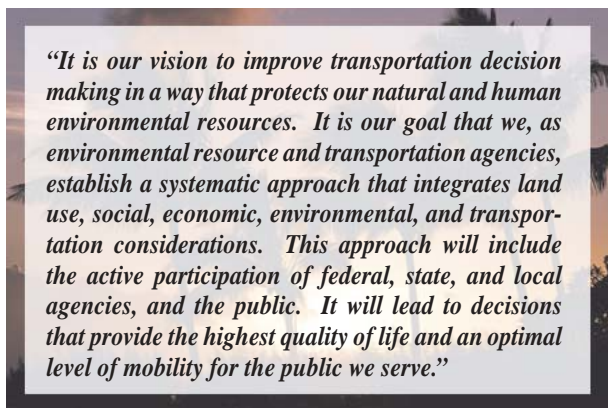 “It is our vision to improve transportation decision
making in a way that protects our natural and human
environmental resources.  It is our goal that we, as
environmental resource and transportation agencies,
establish a systematic approach that integrates land
use, social, economic, environmental, and transpor-
tation considerations.  This approach will include
the active participation of federal, state, and local
agencies, and the public.  It will lead to decisions
that provide the highest quality of life and an optimal
level of mobility for the public we serve.”